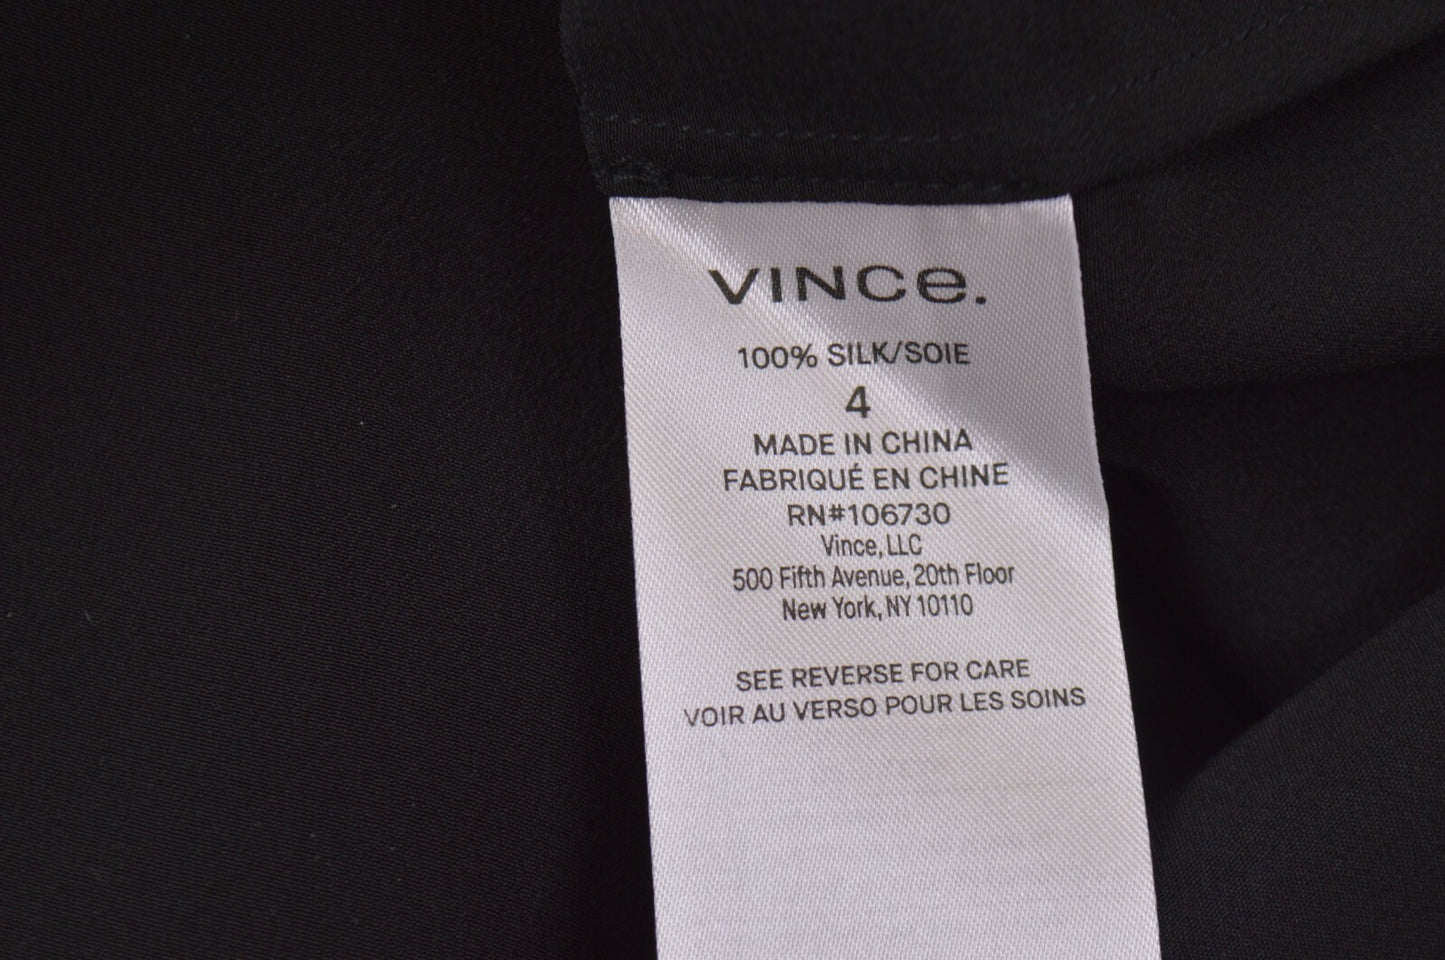 VINCe.
100% SILK/SOIE
4
MADE IN CHINA
FABRIQUÉ EN CHINE
RN#106730
Vince, LLC
500 Fifth Avenue, 20th Floor
New York, NY 10110
SEE REVERSE FOR CARE
VOIR AU VERSO POUR LES SOINS